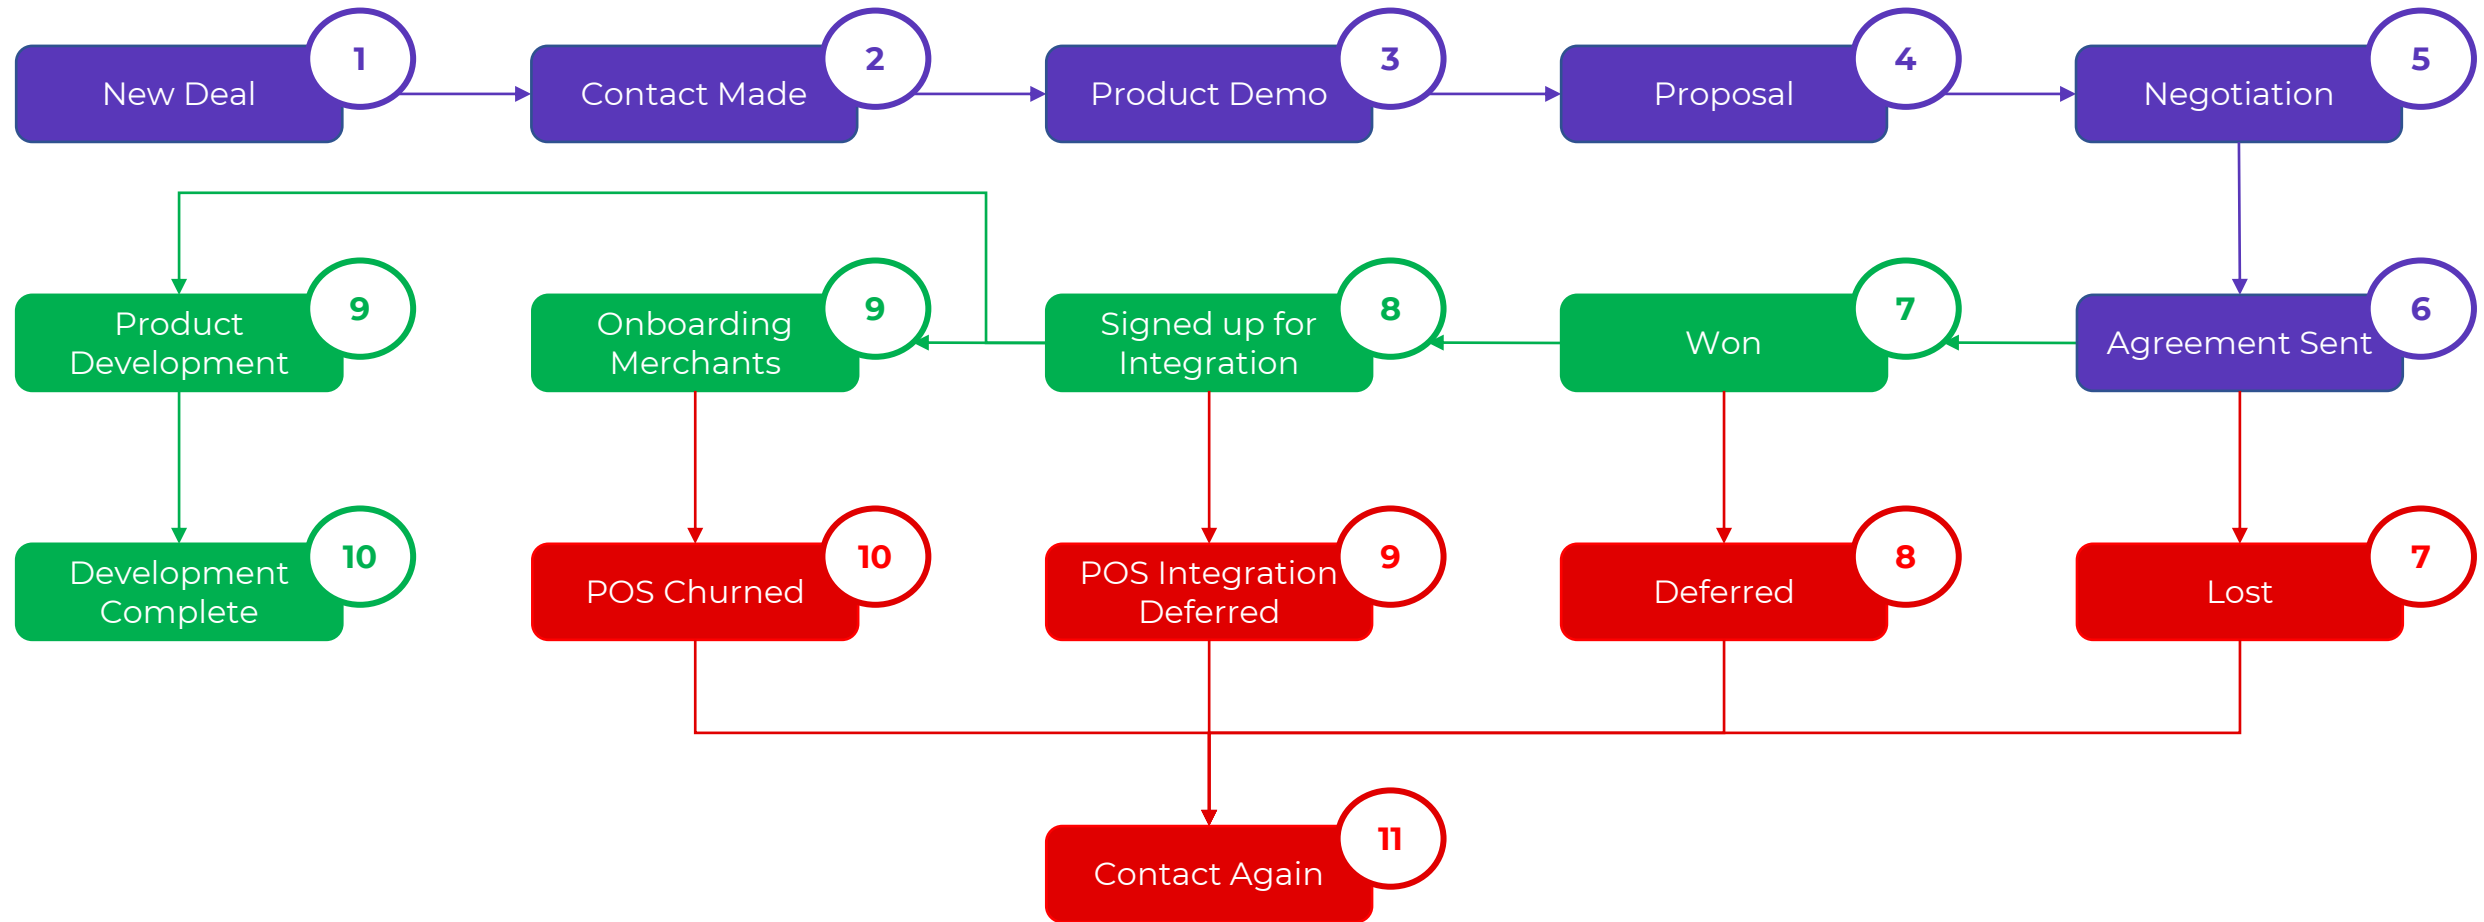 New Deal
1
Contact Made
2
Product Demo
3
Proposal
4
Negotiation
5
Product
Development
9
Onboarding
Merchants
9
Signed up for
Integration
8
Won
7
Agreement Sent
6
Development
Complete
10
POS Churned
10
POS Integration
Deferred
9
Deferred
8
Lost
7
Contact Again
11